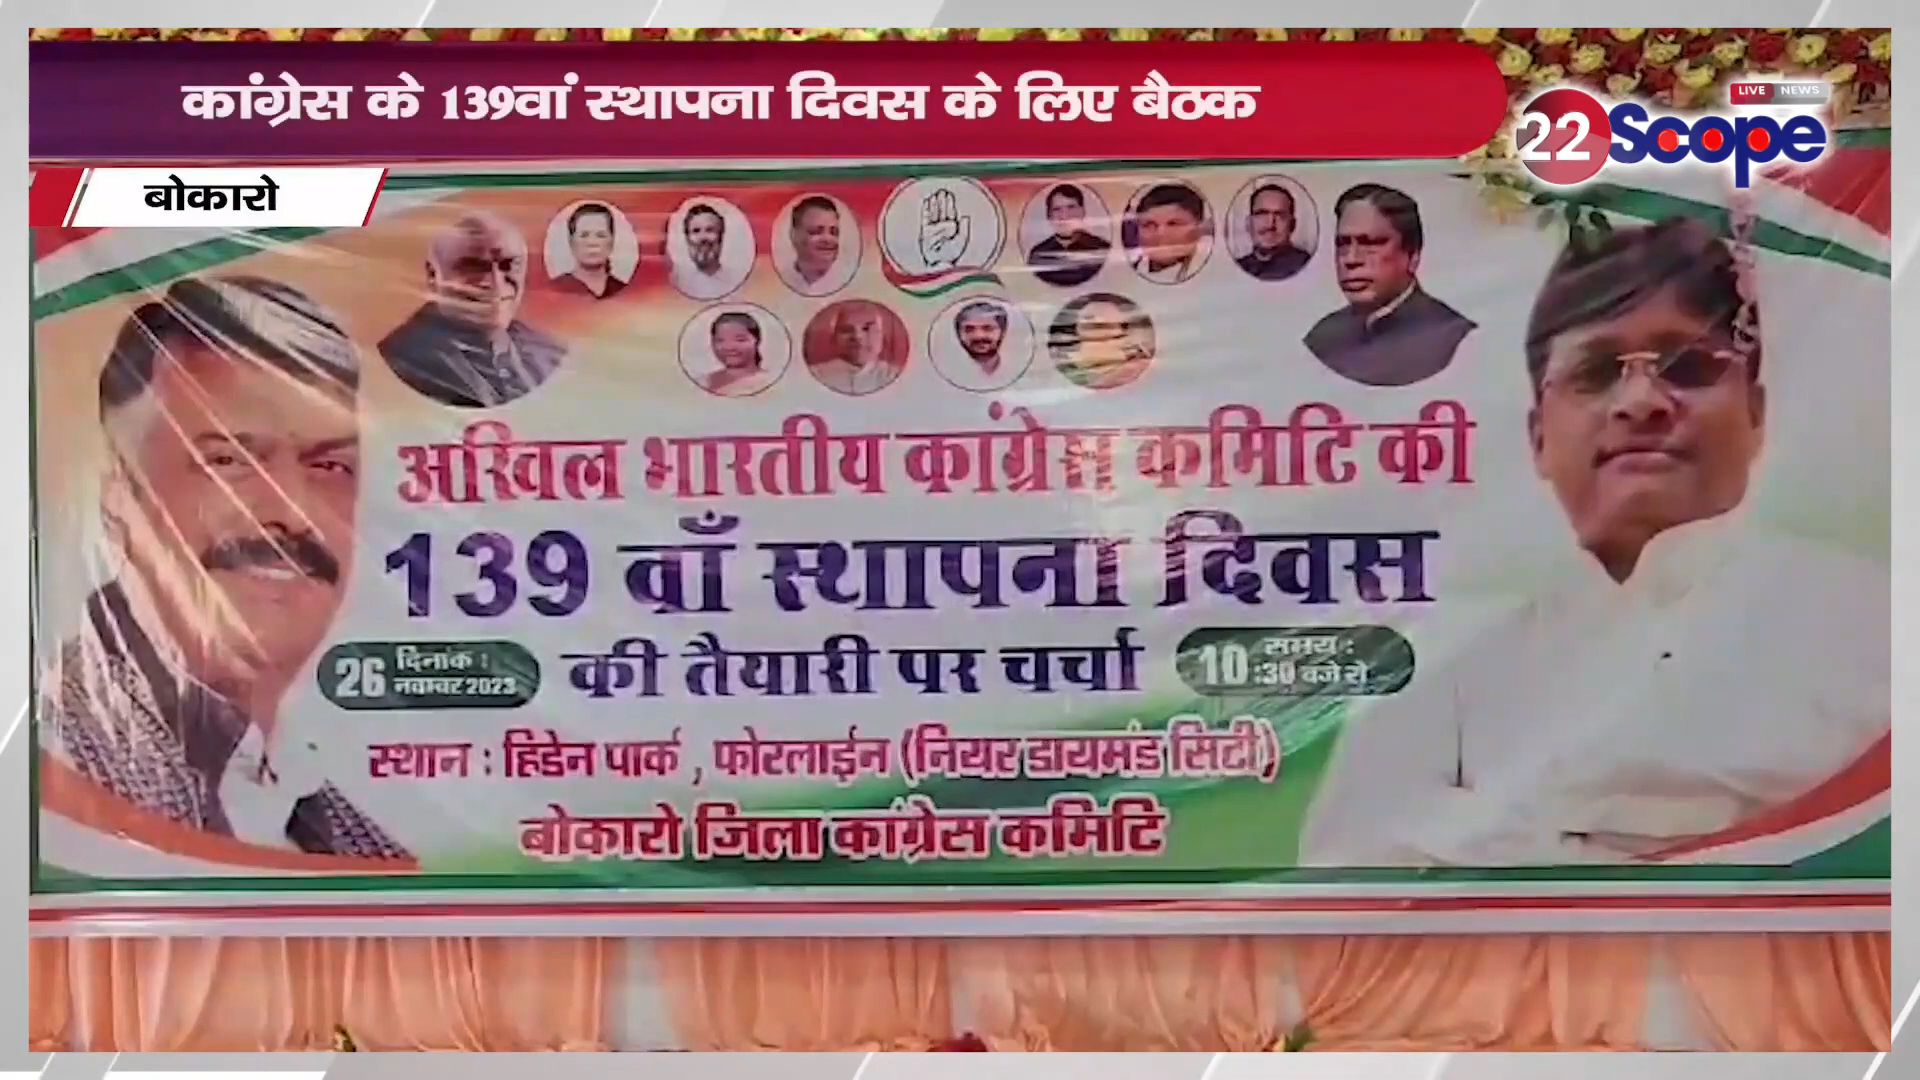 कांग्रेस के 139वां स्थापना दिवस के लिए बैठक
LIVE NEWS
22Scope
बोकारो
अखिल भारतीय कांग्रेस कमिटि की
139 वाँ स्थापना दिवस
26 दिनांक :
नवम्बर 2023
की तैयारी पर चर्चा
समय :
10:30 बजे से
स्थान : हिडेन पार्क , फोरलाईन (नियर डायमंड सिटी)
बोकारो जिला कांग्रेस कमिटि